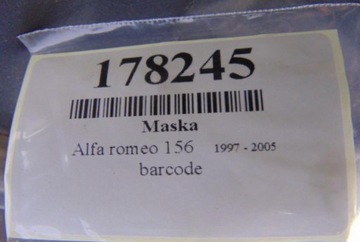 178245
Maska
Alfa romeo 156 1997 - 2005
barcode